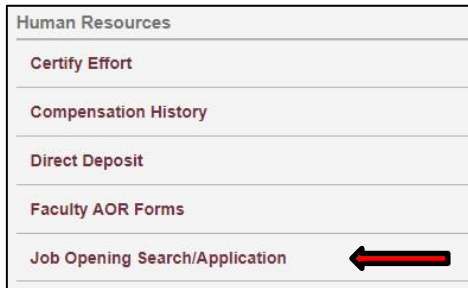 Human Resources
Certify Effort
Compensation History
Direct Deposit
Faculty AOR Forms
Job Opening Search/Application